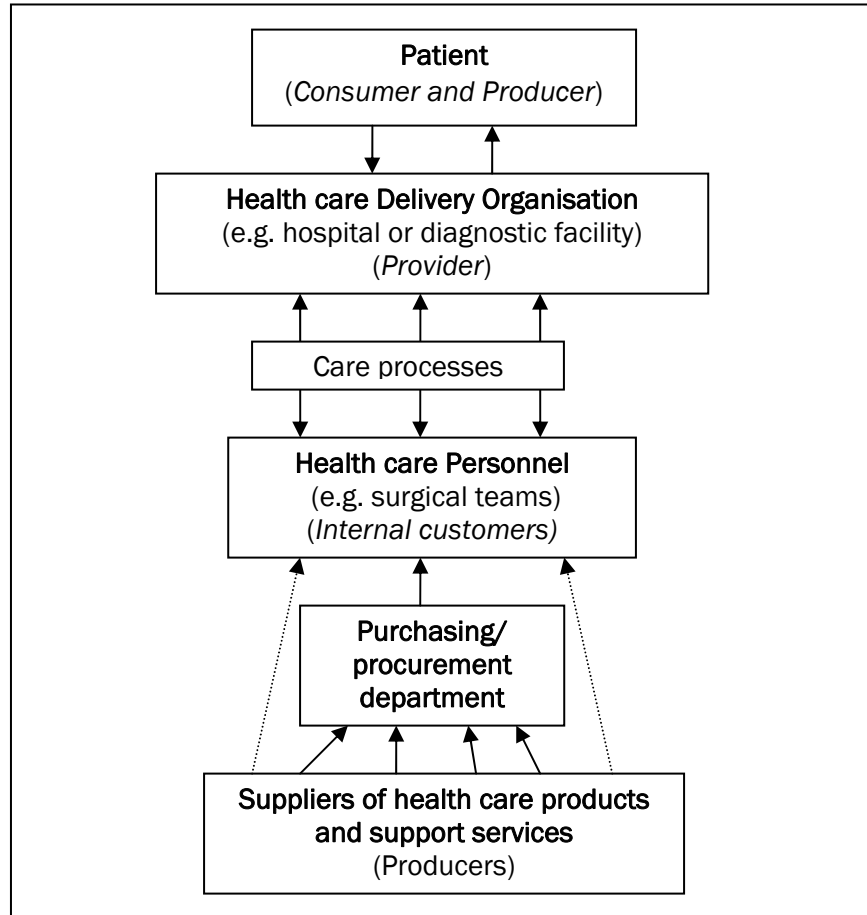 Patient
(Consumer and Producer)
Health care Delivery Organisation
(e.g. hospital or diagnostic facility)
(Provider)
Care processes
Health care Personnel
(e.g. surgical teams)
(Internal customers)
Purchasing/
procurement
department
Suppliers of health care products
and support services
(Producers)